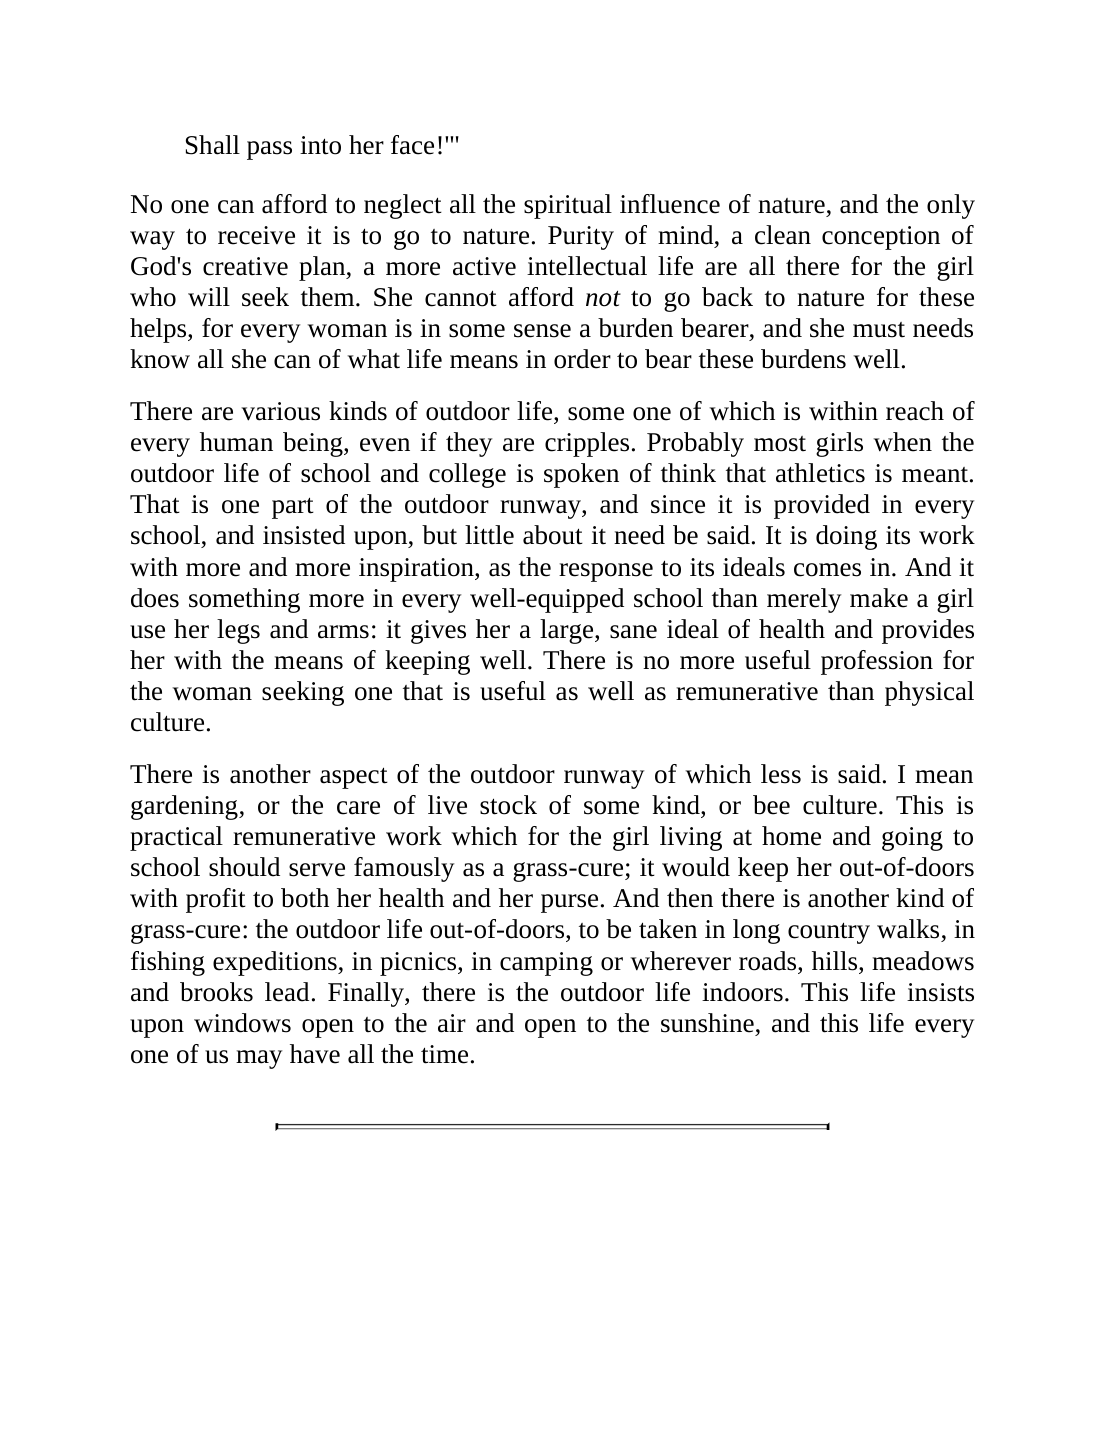 Shall pass into her face!'"
No one can afford to neglect all the spiritual influence of nature, and the only
way to receive it is to go to nature. Purity of mind, a clean conception of
God's creative plan, a more active intellectual life are all there for the girl
who will seek them. She cannot afford not to go back to nature for these
helps, for every woman is in some sense a burden bearer, and she must needs
know all she can of what life means in order to bear these burdens well.
There are various kinds of outdoor life, some one of which is within reach of
every human being, even if they are cripples. Probably most girls when the
outdoor life of school and college is spoken of think that athletics is meant.
That is one part of the outdoor runway, and since it is provided in every
school, and insisted upon, but little about it need be said. It is doing its work
with more and more inspiration, as the response to its ideals comes in. And it
does something more in every well-equipped school than merely make a girl
use her legs and arms: it gives her a large, sane ideal of health and provides
her with the means of keeping well. There is no more useful profession for
the woman seeking one that is useful as well as remunerative than physical
culture.
There is another aspect of the outdoor runway of which less is said. I mean
gardening, or the care of live stock of some kind, or bee culture. This is
practical remunerative work which for the girl living at home and going to
school should serve famously as a grass-cure; it would keep her out-of-doors
with profit to both her health and her purse. And then there is another kind of
grass-cure: the outdoor life out-of-doors, to be taken in long country walks, in
fishing expeditions, in picnics, in camping or wherever roads, hills, meadows
and brooks lead. Finally, there is the outdoor life indoors. This life insists
upon windows open to the air and open to the sunshine, and this life every
one of us may have all the time.